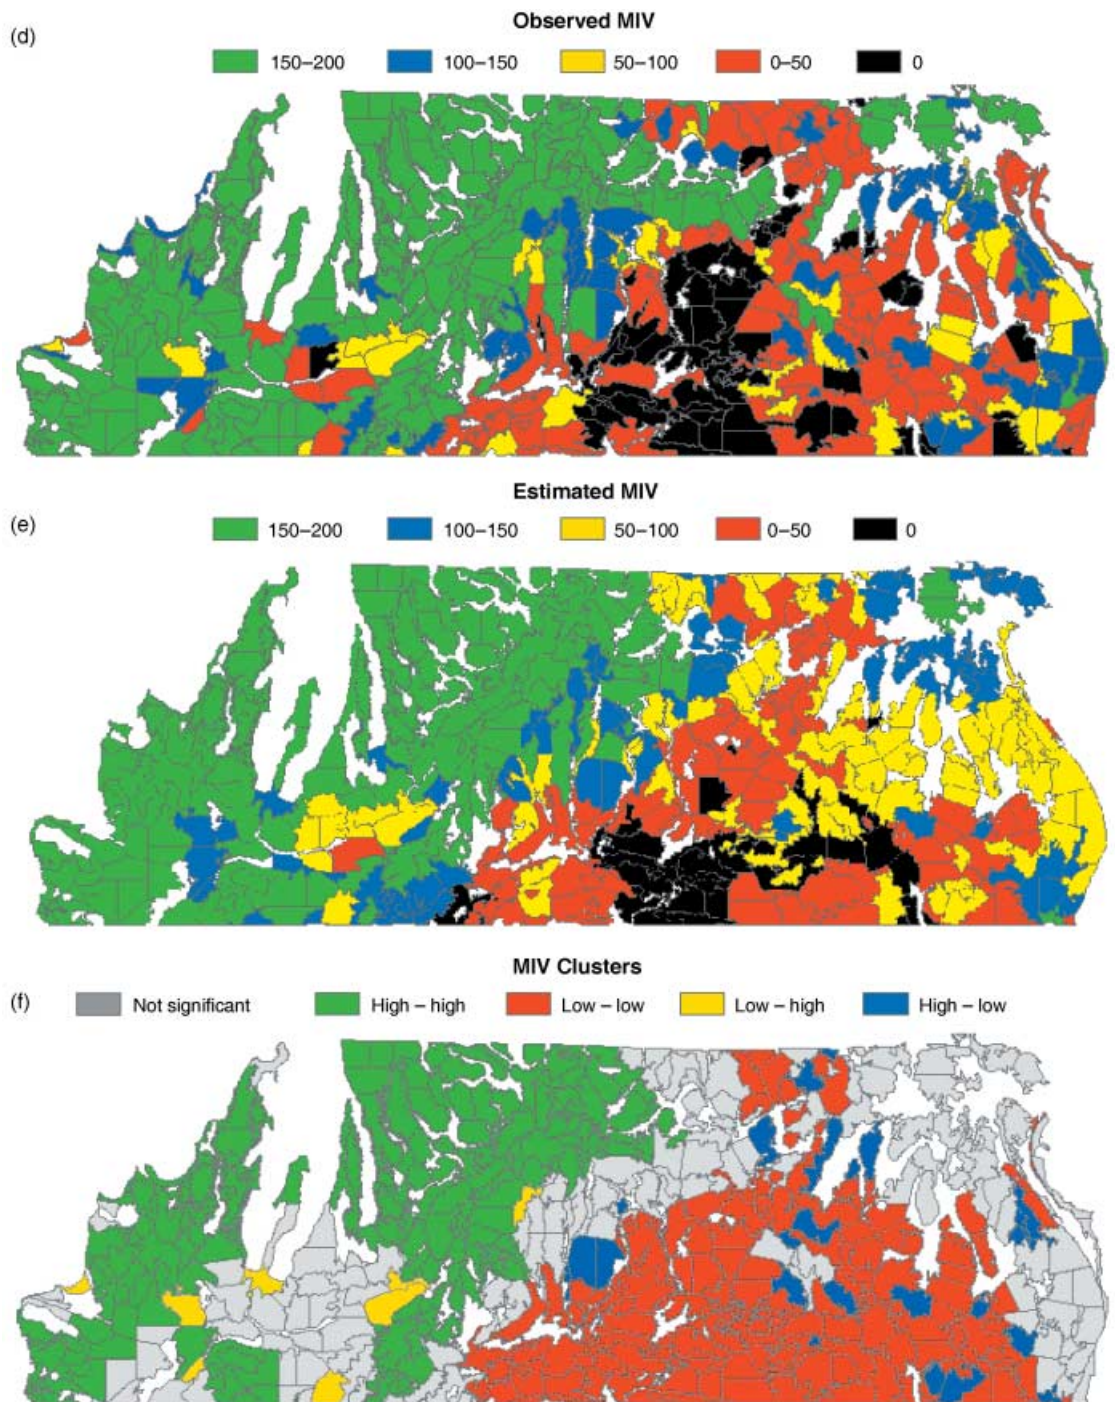 (d)
Observed MIV
150–200 100–150 50–100 0–50 0
(e)
Estimated MIV
150–200 100–150 50–100 0–50 0
MIV Clusters
(f)
Not significant High – high Low – low Low – high High – low